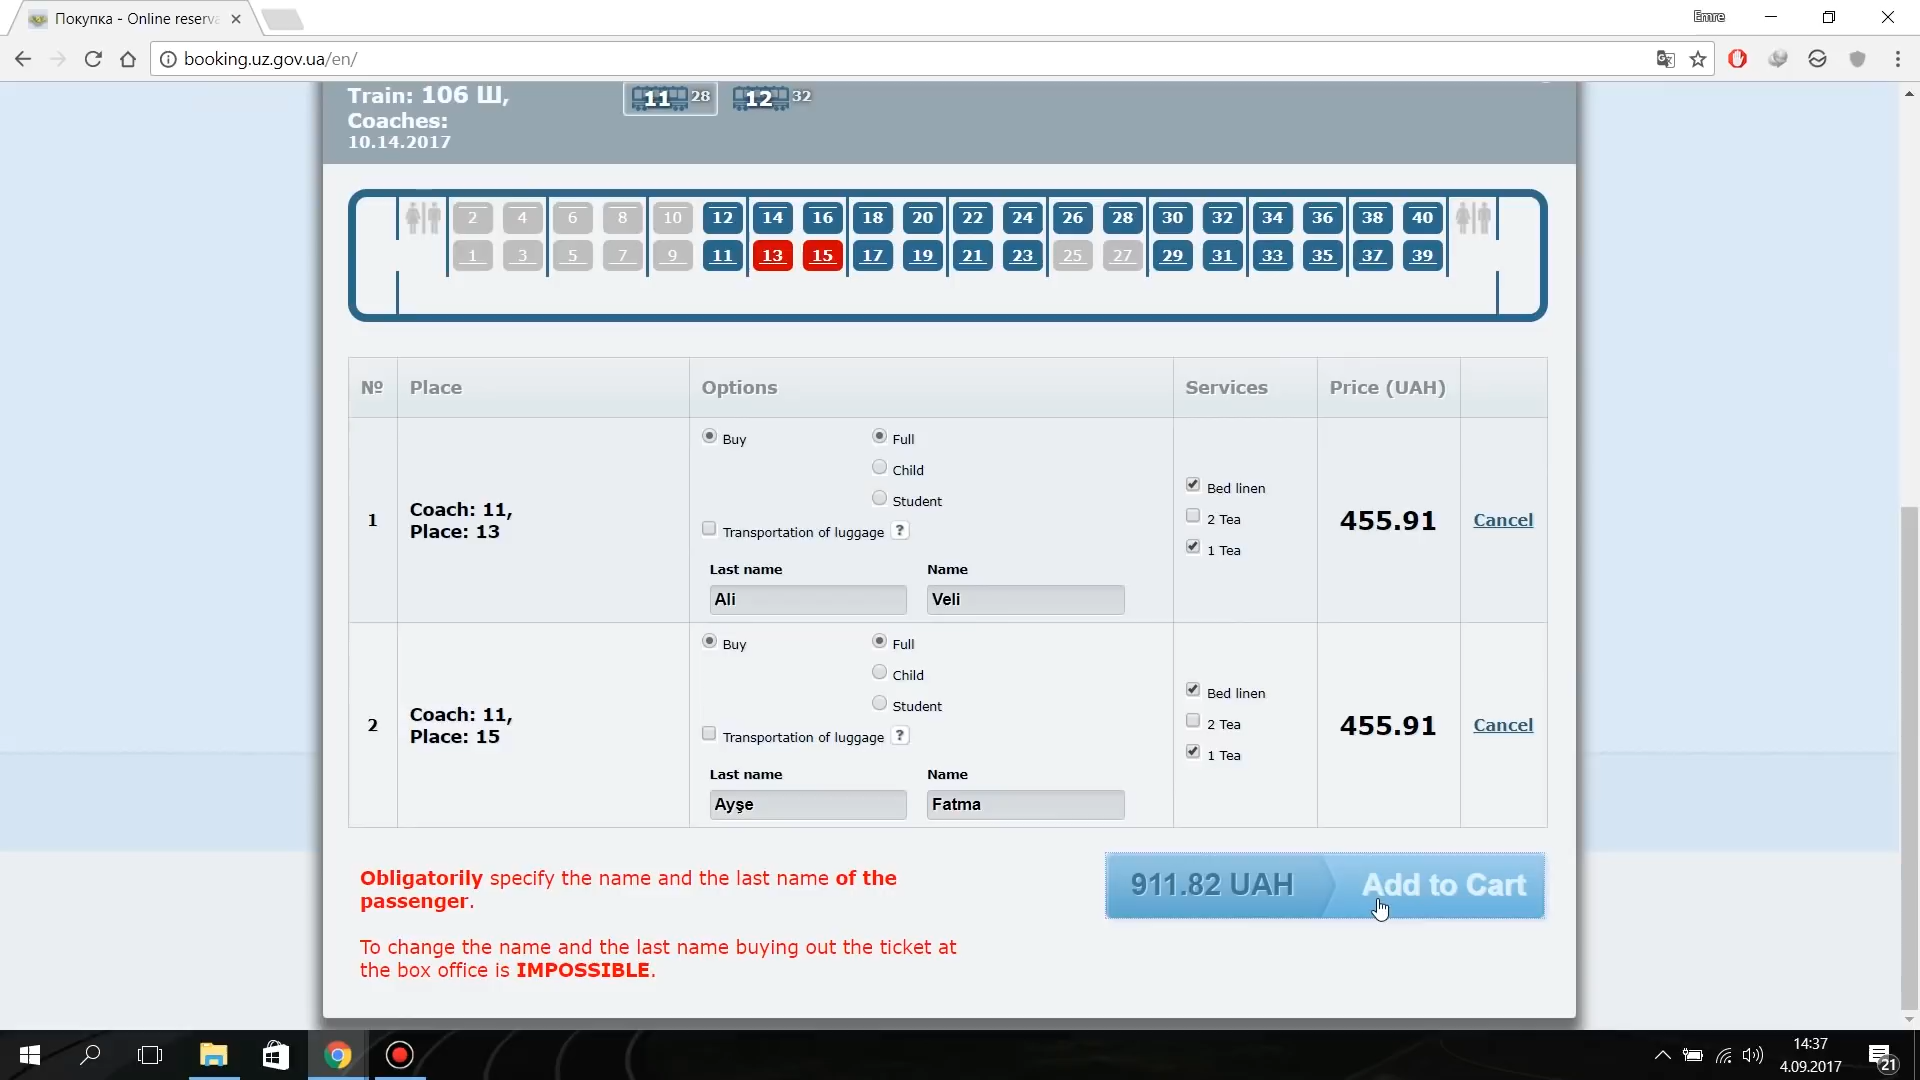 Покупка - Online reserva
Emre
booking.uz.gov.ua/en/
Train: 106 Ш,
Coaches:
10.14.2017
11 28 12 32
2 4 6 8 10 12 14 16 18 20 22 24 26 28 30 32 34 36 38 40
1 3 5 7 9 11 13 15 17 19 21 23 25 27 29 31 33 35 37 39
№ Place Options Services Price (UAH)
Buy Full
Child
Student
Transportation of luggage ?
Last name Name
Ali Veli
1
Coach: 11,
Place: 13
Bed linen
2 Tea
1 Tea
455.91
Cancel
Buy Full
Child
Student
Transportation of luggage ?
Last name Name
Ayşe Fatma
2
Coach: 11,
Place: 15
Bed linen
2 Tea
1 Tea
455.91
Cancel
Obligatorily specify the name and the last name of the
passenger.
911.82 UAH Add to Cart
To change the name and the last name buying out the ticket at
the box office is IMPOSSIBLE.
14:37
4.09.2017
21